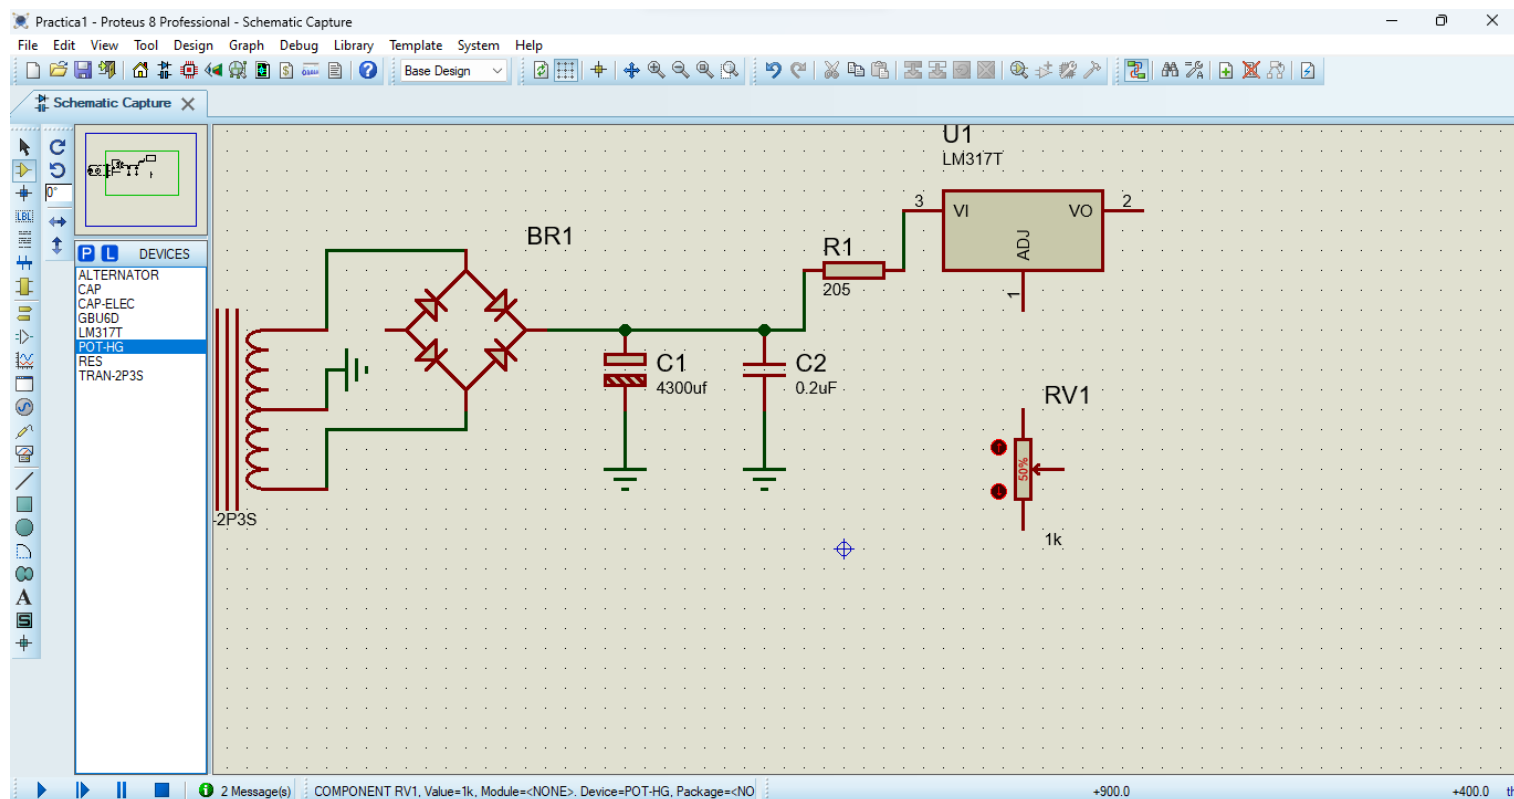 Practica1 - Proteus 8 Professional - Schematic Capture
File Edit View Tool Design Graph Debug Library Template System Help
Base Design
Schematic Capture
0°
LBL
P L DEVICES
ALTERNATOR
CAP
CAP-ELEC
GBU6D
LM317T
POT-HG
RES
TRAN-2P3S
A
S
U1
LM317T
3
VI
VO
2
ADJ
1
BR1
R1
205
C1
4300uf
C2
0.2uF
RV1
50%
1k
-2P3S
2 Message(s)
COMPONENT RV1, Value=1k, Module=<NONE>. Device=POT-HG, Package=<NO
+900.0
+400.0
th